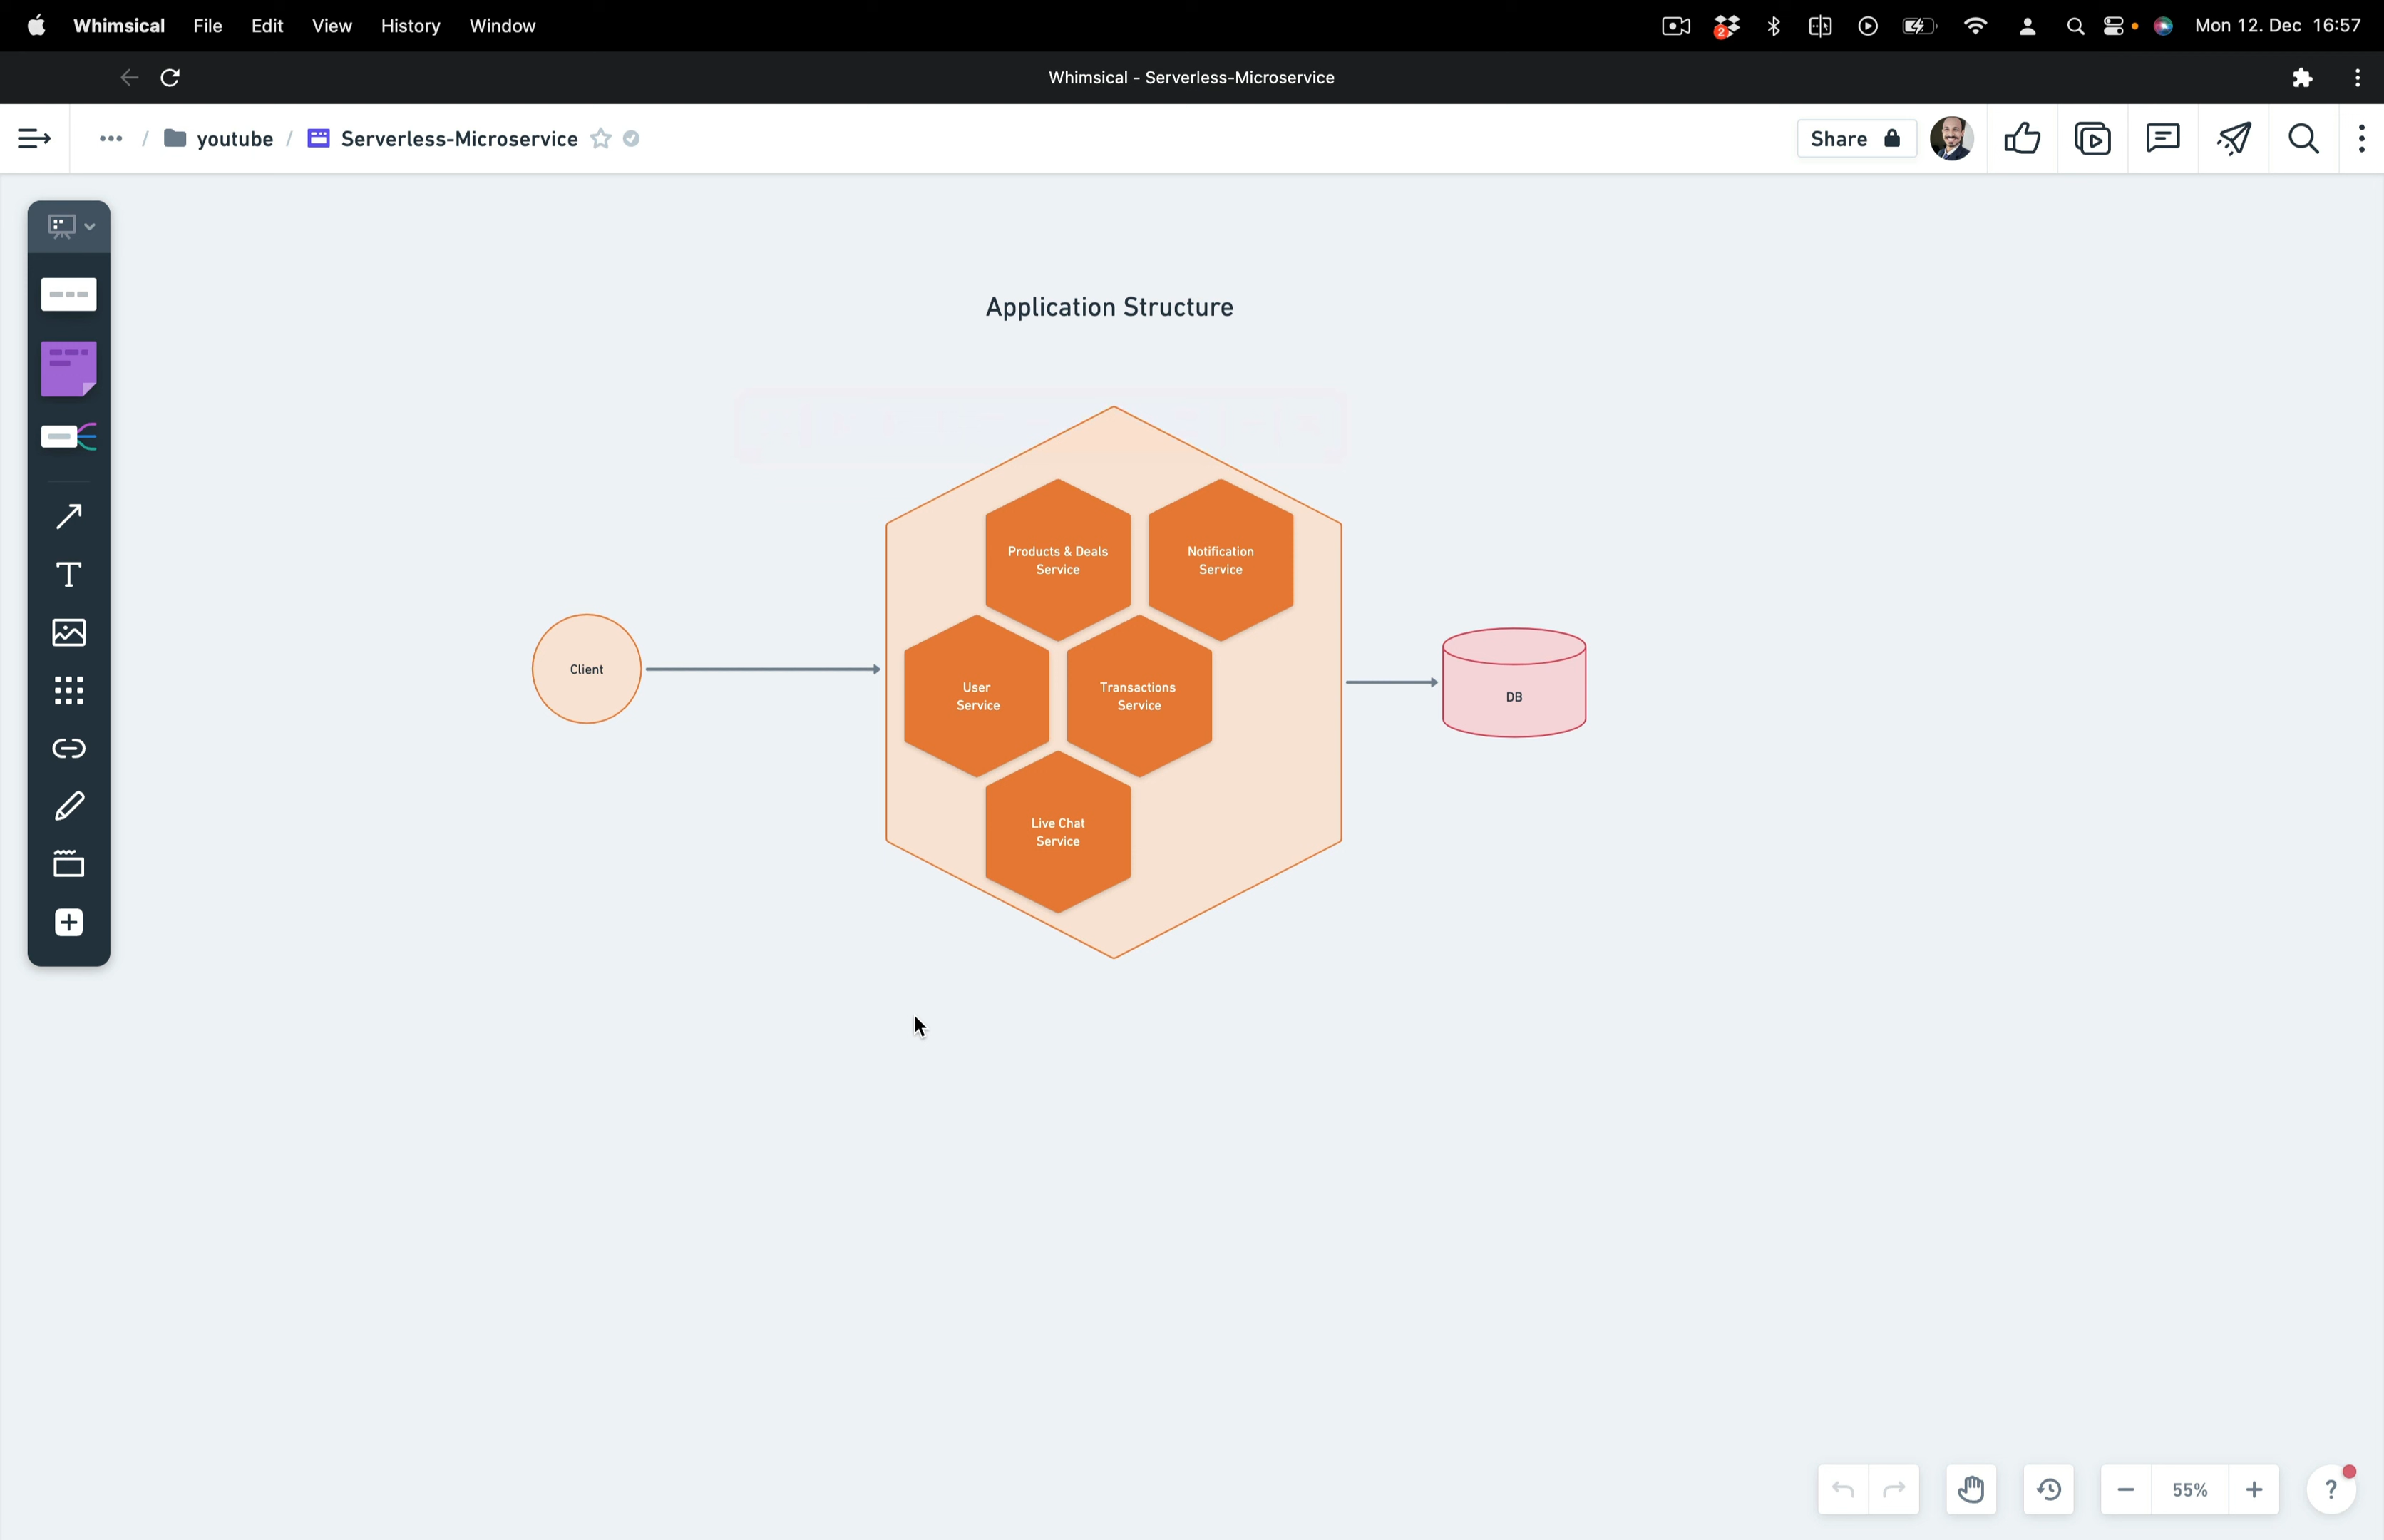 Whimsical File Edit View History Window
2
Mon 12. Dec 16:57
Whimsical - Serverless-Microservice
... / youtube / Serverless-Microservice
Share
T
Application Structure
Products & Deals
Service
Notification
Service
Client
User
Service
Transactions
Service
DB
Live Chat
Service
55%
?